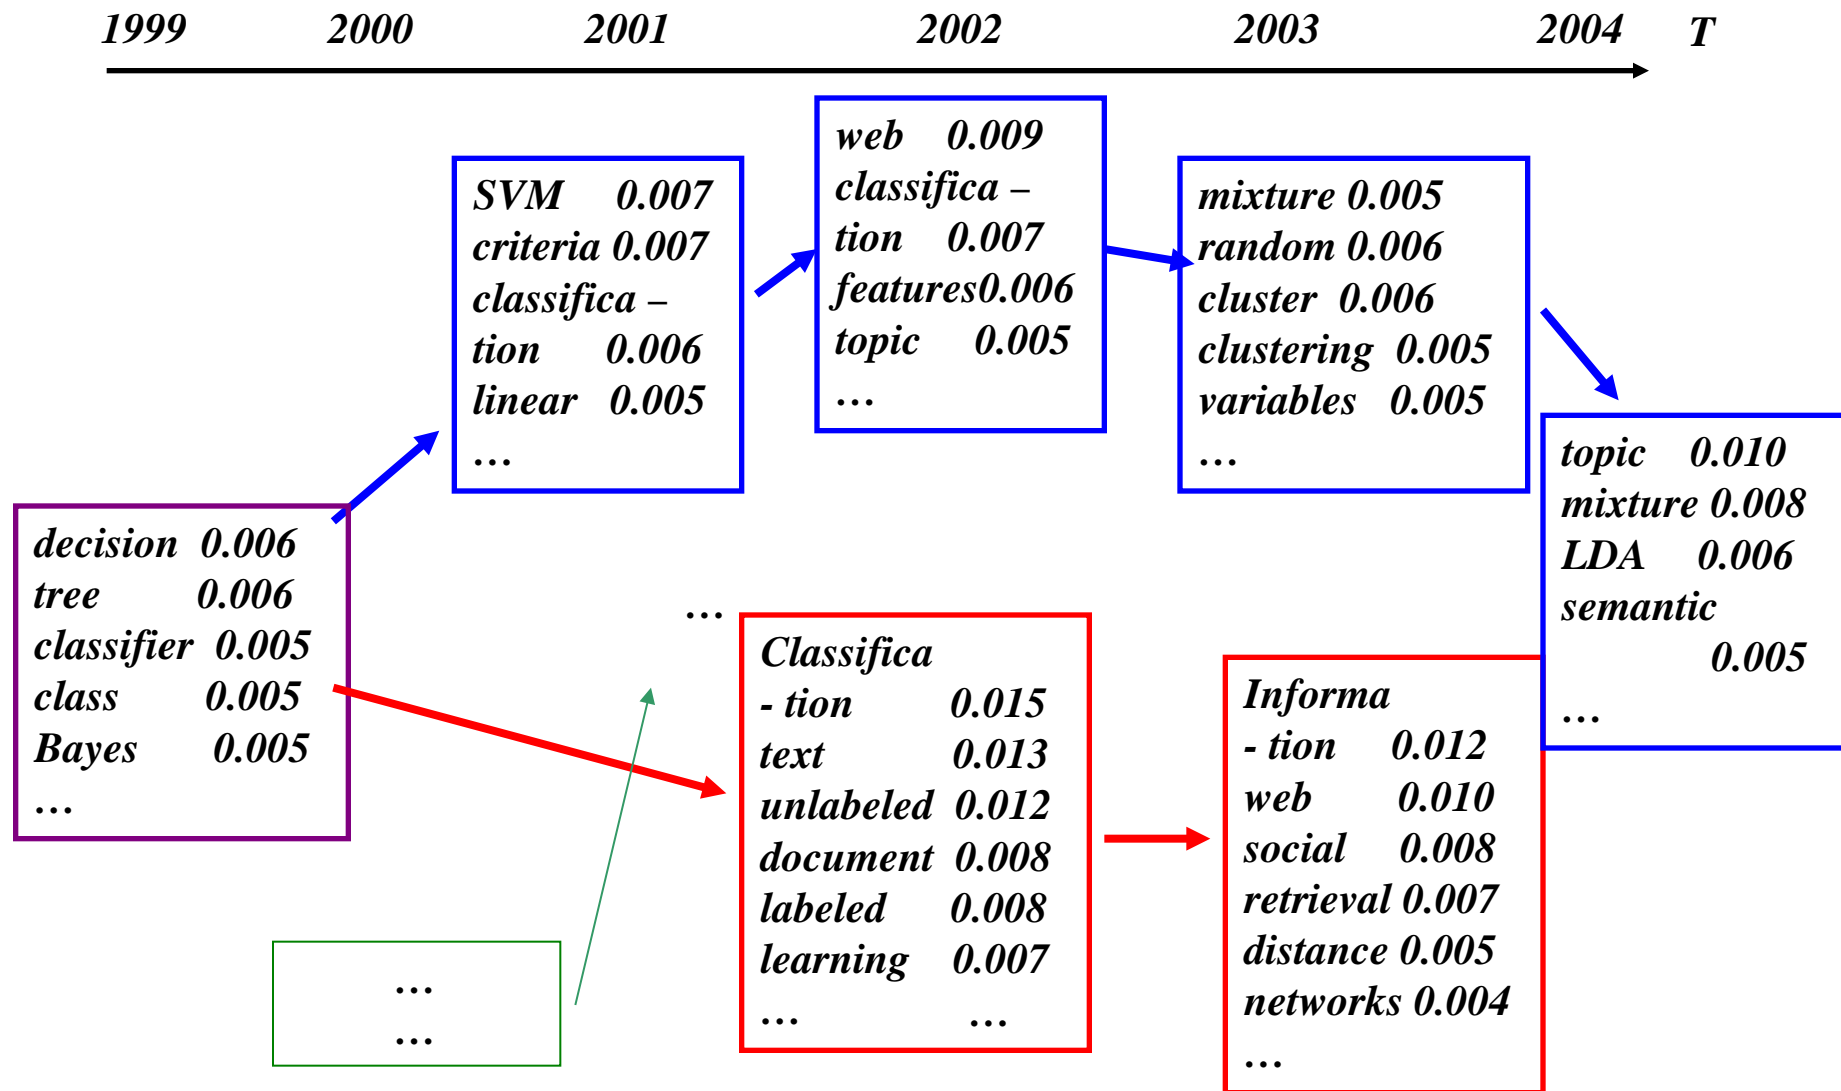 1999 2000 2001 2002 2003 2004 T
web 0.009
classifica –
tion 0.007
features0.006
topic 0.005
…
SVM 0.007
criteria 0.007
classifica –
tion 0.006
linear 0.005
…
mixture 0.005
random 0.006
cluster 0.006
clustering 0.005
variables 0.005
…
topic 0.010
mixture 0.008
LDA 0.006
semantic
0.005
…
decision 0.006
tree 0.006
classifier 0.005
class 0.005
Bayes 0.005
…
…
Classifica
- tion 0.015
text 0.013
unlabeled 0.012
document 0.008
labeled 0.008
learning 0.007
… …
Informa
- tion 0.012
web 0.010
social 0.008
retrieval 0.007
distance 0.005
networks 0.004
…
…
…